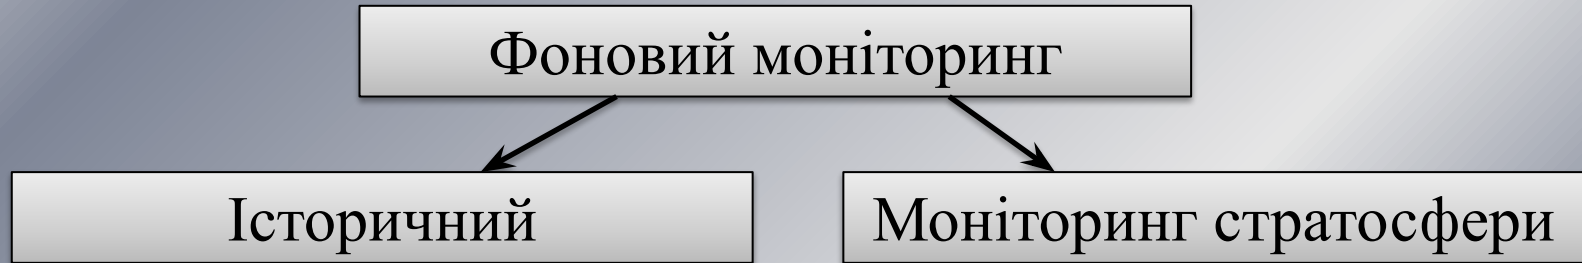 Фоновий моніторинг
Історичний
Моніторинг стратосфери